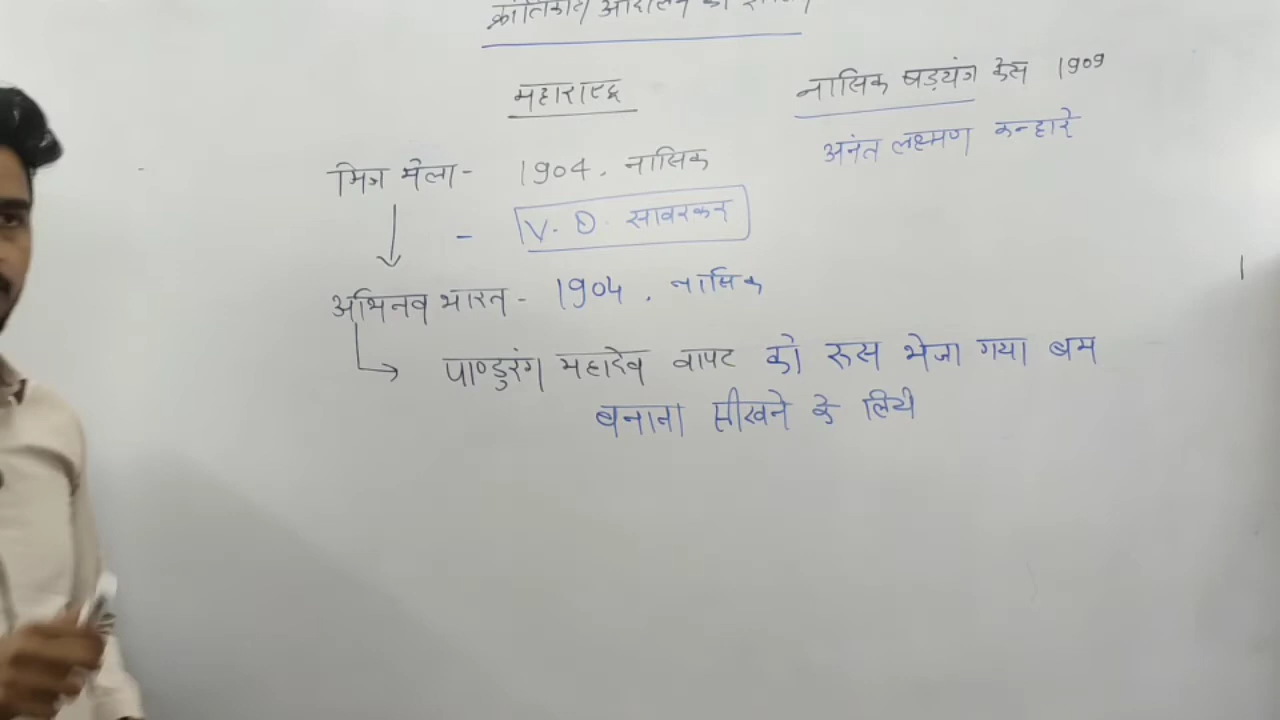 क्रांतिकारी आंदोलन
महाराष्ट्र
मित्र मेला - 1904, नासिक
- V. D. सावरकर
अभिनव भारत - 1904, नासिक
पाण्डुरंग महादेव वापट को रूस भेजा गया बम
बनाना सीखने के लिये
नासिक षड़यंत्र केस 1909
अनंत लक्ष्मण कन्हारे